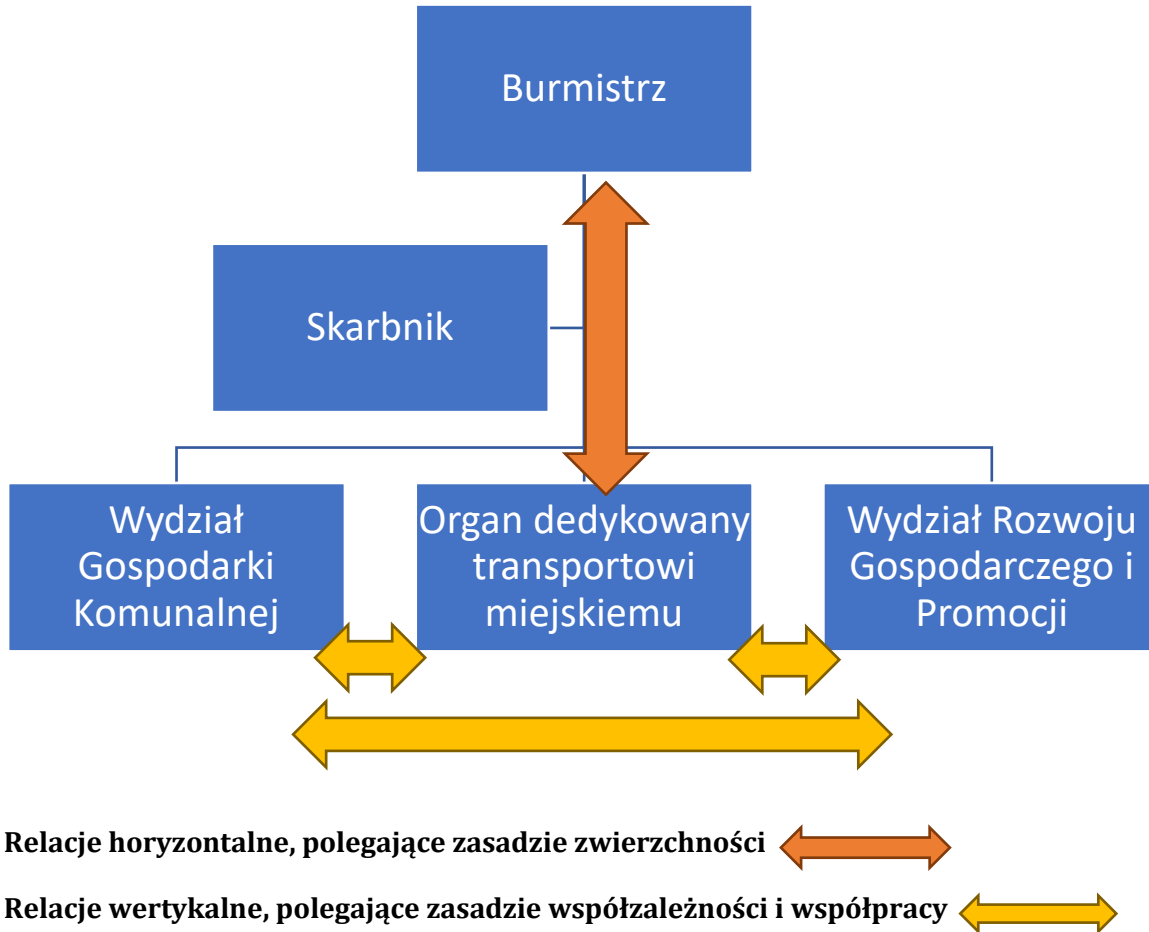 Burmistrz
Skarbnik
Wydział
Gospodarki
Komunalnej
Organ dedykowany
transportowi
miejskiemu
Wydział Rozwoju
Gospodarczego i
Promocji
Relacje horyzontalne, polegające zasadzie zwierzchności
Relacje wertykalne, polegające zasadzie współzależności i współpracy